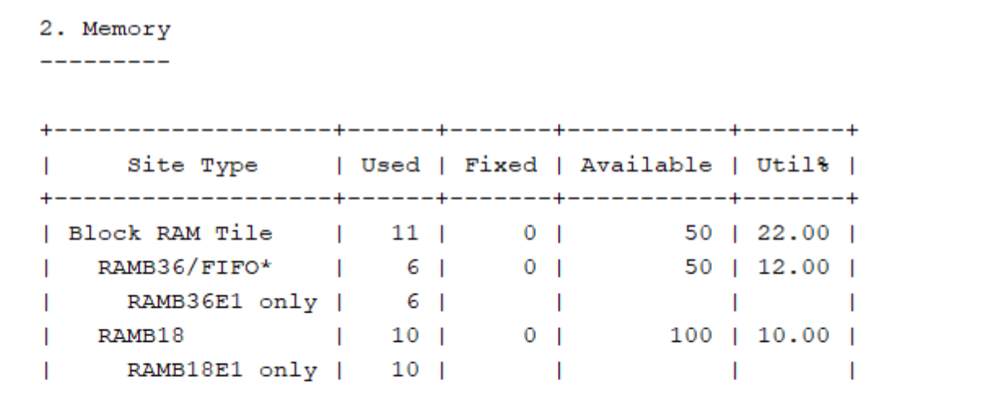 2. Memory
---------
+-------------------+------+-------+-----------+-------+
|     Site Type     | Used | Fixed | Available | Util% |
+-------------------+------+-------+-----------+-------+
| Block RAM Tile    |   11 |     0 |        50 | 22.00 |
|   RAMB36/FIFO*    |    6 |     0 |        50 | 12.00 |
|     RAMB36E1 only |    6 |       |           |       |
|   RAMB18          |   10 |     0 |       100 | 10.00 |
|     RAMB18E1 only |   10 |       |           |       |